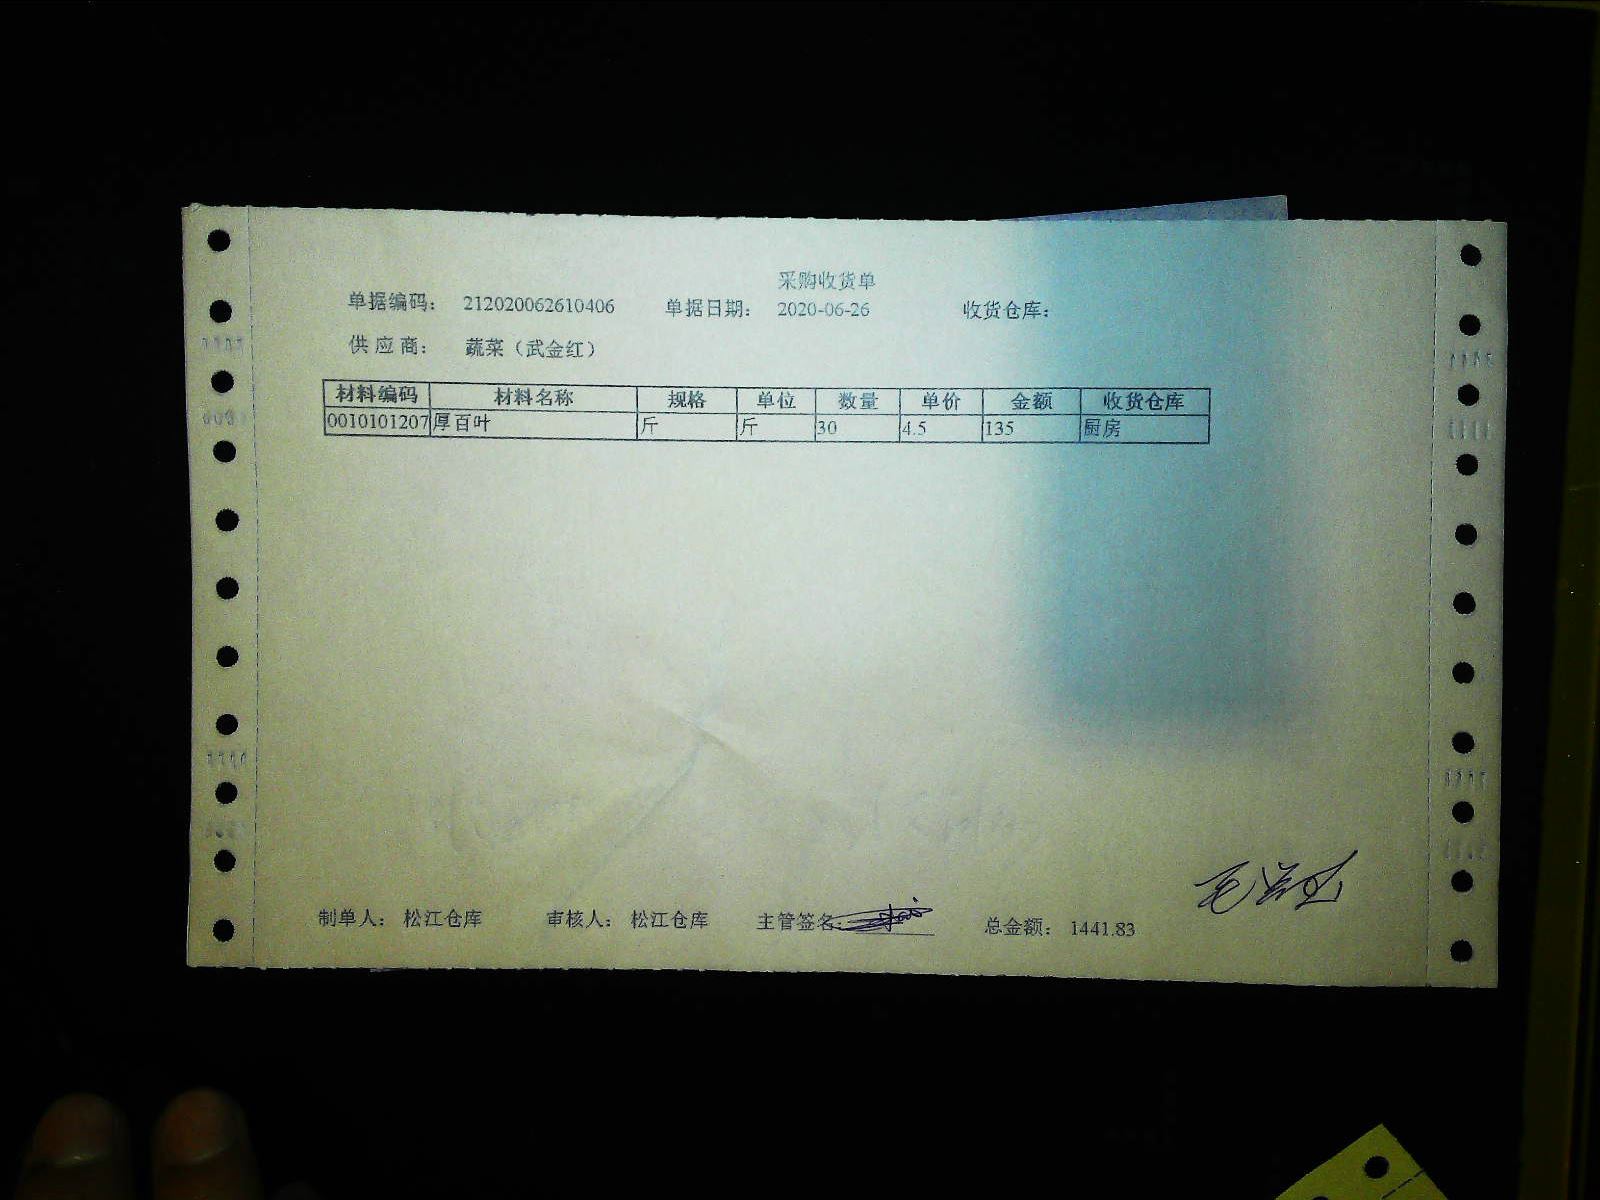 采购收货单
单据编码： 212020062610406 单据日期： 2020-06-26 收货仓库：
供 应 商： 蔬菜（武金红）
材料编码 材料名称 规格 单位 数量 单价 金额 收货仓库
0010101207 厚百叶 斤 斤 30 4.5 135 厨房
制单人： 松江仓库 审核人： 松江仓库 主管签名： 总金额： 1441.83